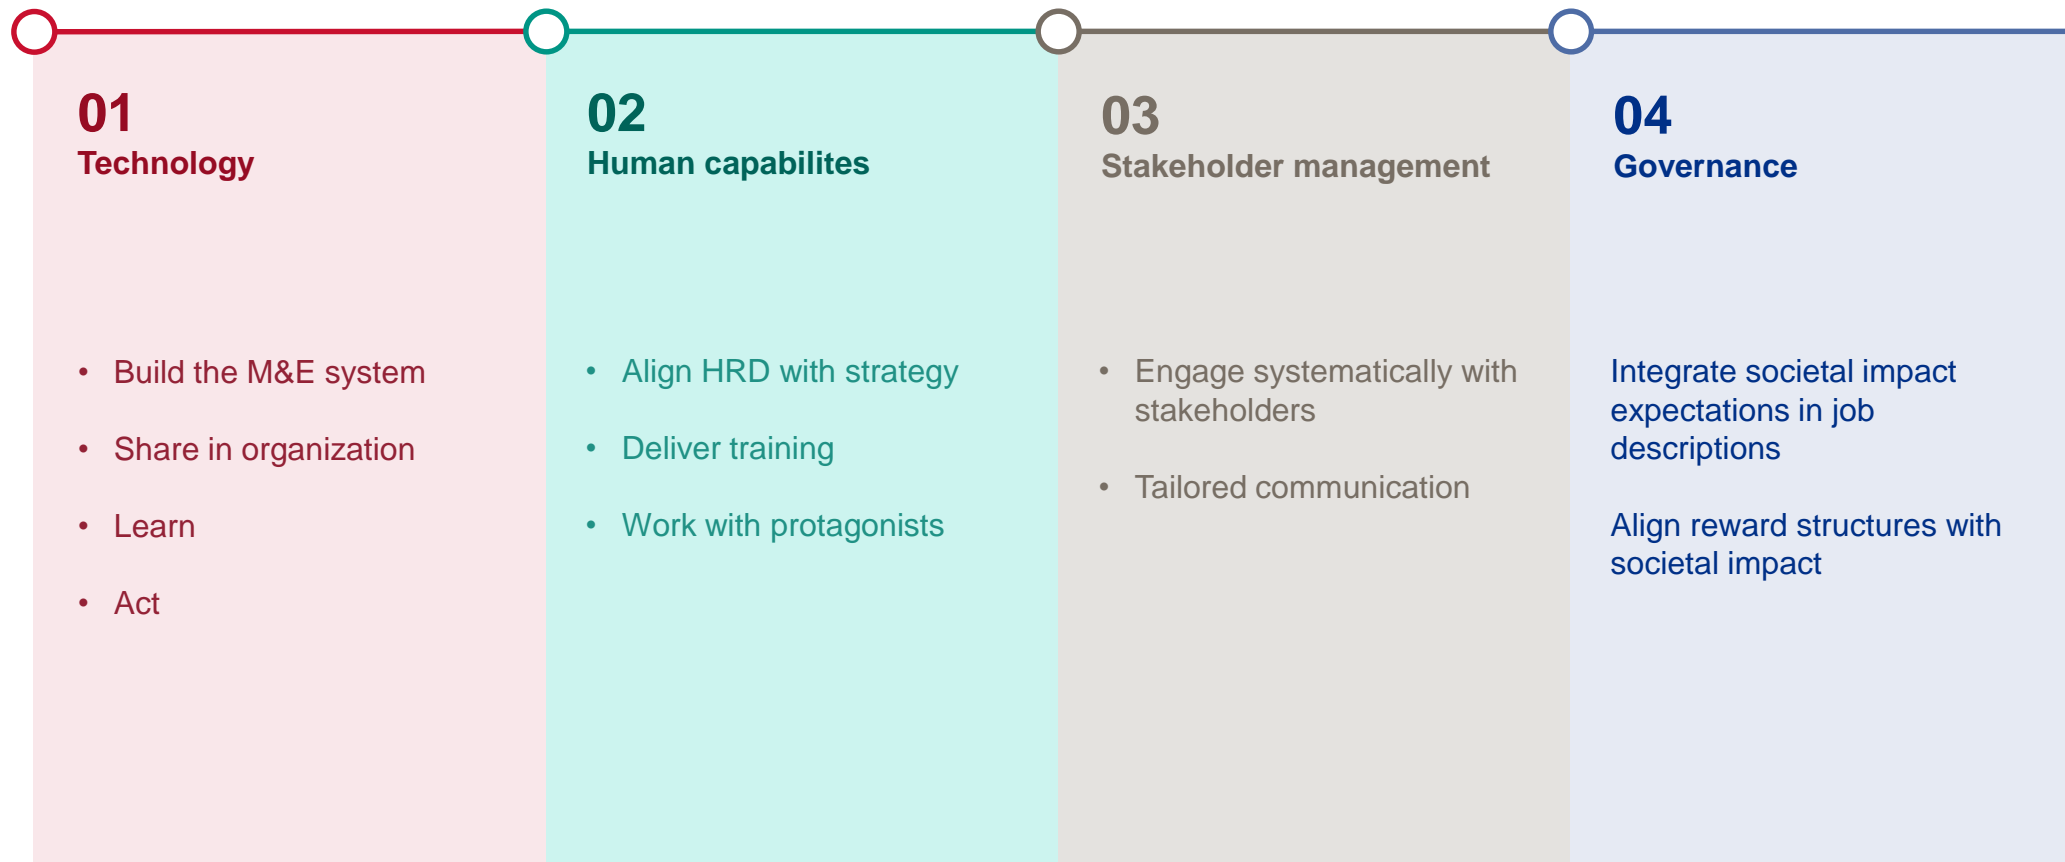 01
Technology
• Build the M&E system
• Share in organization
• Learn
• Act
02
Human capabilites
• Align HRD with strategy
• Deliver training
• Work with protagonists
03
Stakeholder management
• Engage systematically with
stakeholders
• Tailored communication
04
Governance
Integrate societal impact
expectations in job
descriptions
Align reward structures with
societal impact